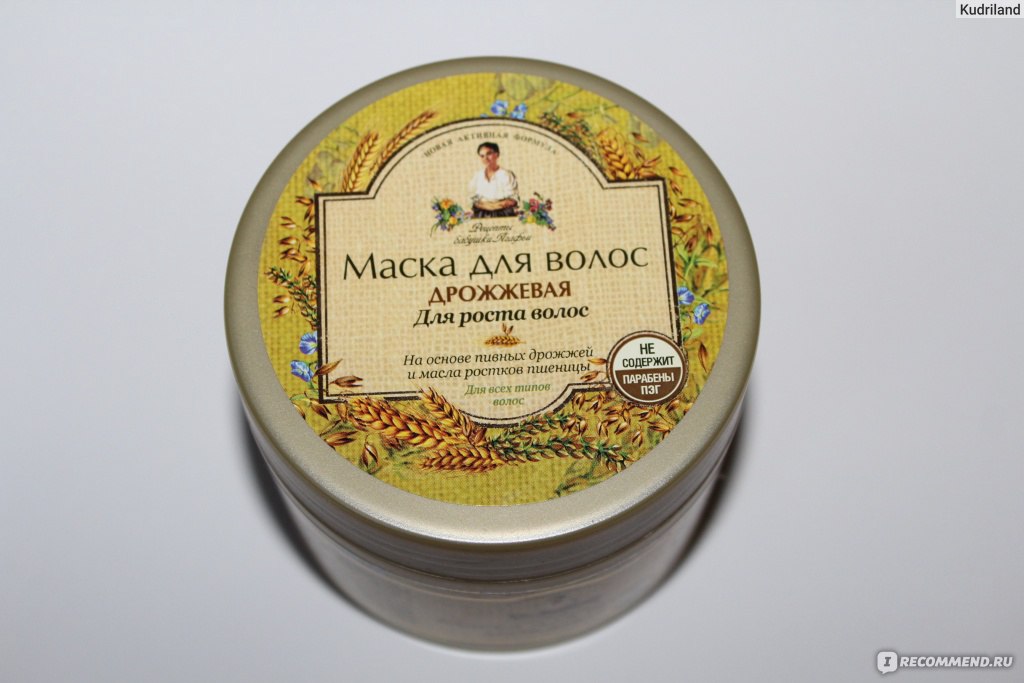 Kudriland
НОВАЯ АКТИВНАЯ ФОРМУЛА
Рецепты
бабушки Агафьи
Маска для волос
ДРОЖЖЕВАЯ
Для роста волос
На основе пивных дрожжей
и масла ростков пшеницы
Для всех типов
волос
НЕ
СОДЕРЖИТ
ПАРАБЕНЫ
ПЭГ
IRECOMMEND.RU